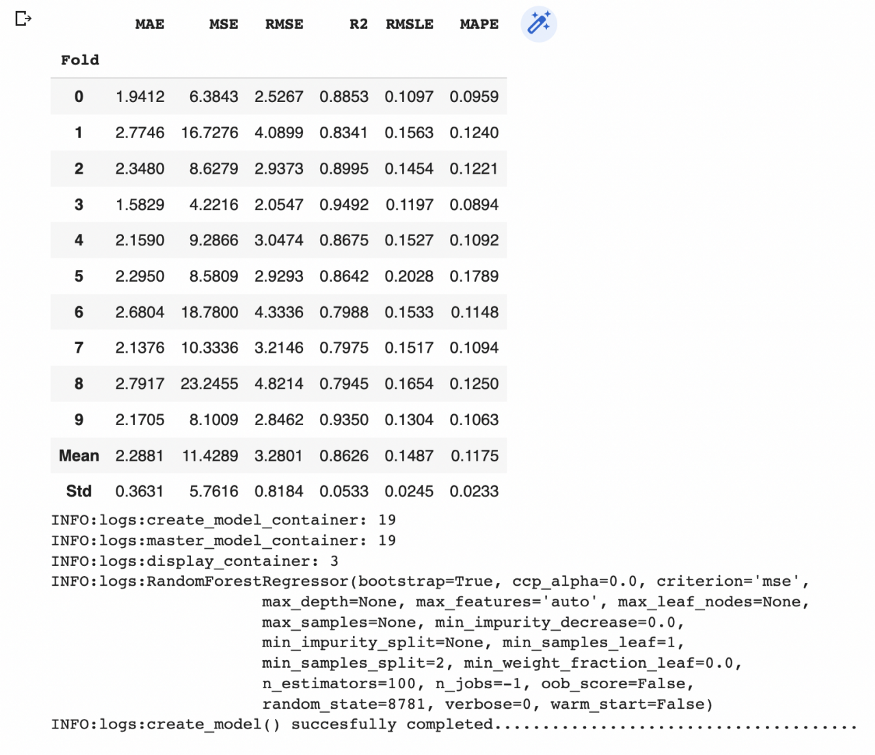 MAE MSE RMSE R2 RMSLE MAPE
Fold
0 1.9412 6.3843 2.5267 0.8853 0.1097 0.0959
1 2.7746 16.7276 4.0899 0.8341 0.1563 0.1240
2 2.3480 8.6279 2.9373 0.8995 0.1454 0.1221
3 1.5829 4.2216 2.0547 0.9492 0.1197 0.0894
4 2.1590 9.2866 3.0474 0.8675 0.1527 0.1092
5 2.2950 8.5809 2.9293 0.8642 0.2028 0.1789
6 2.6804 18.7800 4.3336 0.7988 0.1533 0.1148
7 2.1376 10.3336 3.2146 0.7975 0.1517 0.1094
8 2.7917 23.2455 4.8214 0.7945 0.1654 0.1250
9 2.1705 8.1009 2.8462 0.9350 0.1304 0.1063
Mean 2.2881 11.4289 3.2801 0.8626 0.1487 0.1175
Std 0.3631 5.7616 0.8184 0.0533 0.0245 0.0233
INFO:logs:create_model_container: 19
INFO:logs:master_model_container: 19
INFO:logs:display_container: 3
INFO:logs:RandomForestRegressor(bootstrap=True, ccp_alpha=0.0, criterion='mse',
max_depth=None, max_features='auto', max_leaf_nodes=None,
max_samples=None, min_impurity_decrease=0.0,
min_impurity_split=None, min_samples_leaf=1,
min_samples_split=2, min_weight_fraction_leaf=0.0,
n_estimators=100, n_jobs=-1, oob_score=False,
random_state=8781, verbose=0, warm_start=False)
INFO:logs:create_model() succesfully completed......................................